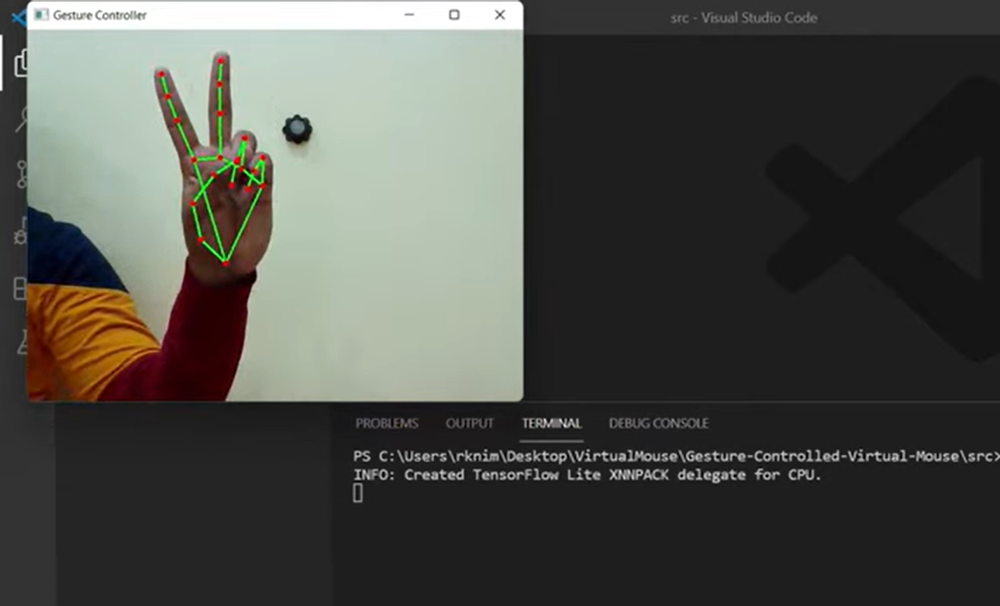 Gesture Controller
src - Visual Studio Code
PROBLEMS OUTPUT TERMINAL DEBUG CONSOLE
PS C:\Users\rknim\Desktop\VirtualMouse\Gesture-Controlled-Virtual-Mouse\src>
INFO: Created TensorFlow Lite XNNPACK delegate for CPU.